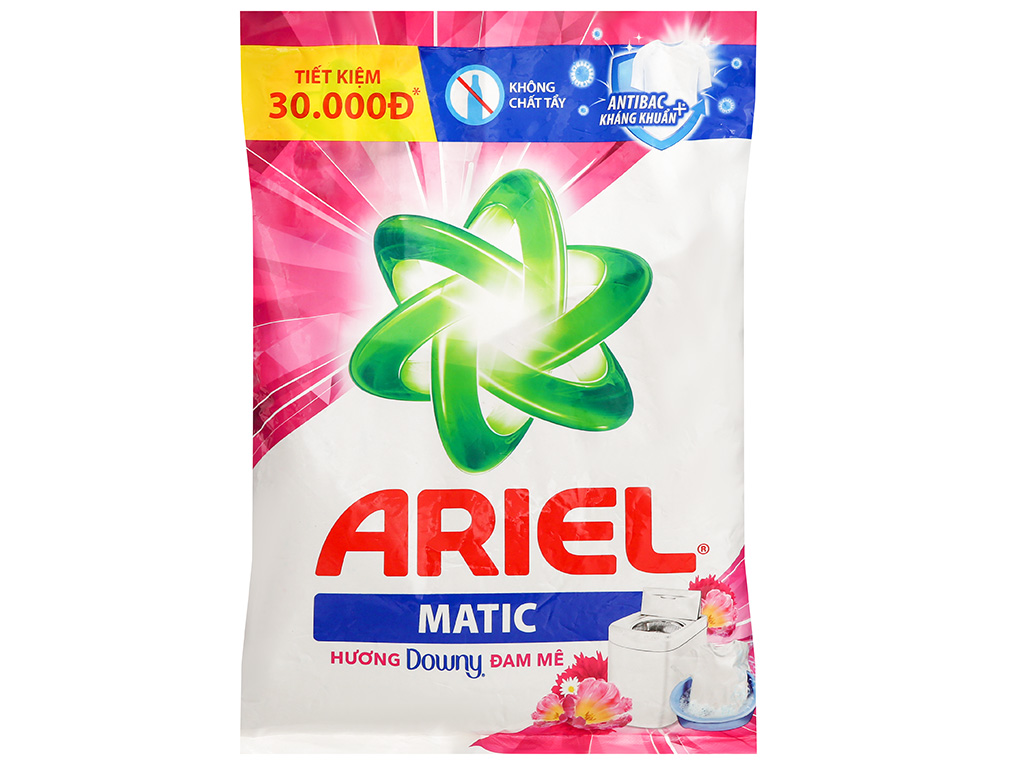 TIẾT KIỆM
30.000Đ*
KHÔNG
CHẤT TẨY
ANTIBAC+
KHÁNG KHUẨN
ARIEL®
MATIC
HƯƠNG Downy® ĐAM MÊ